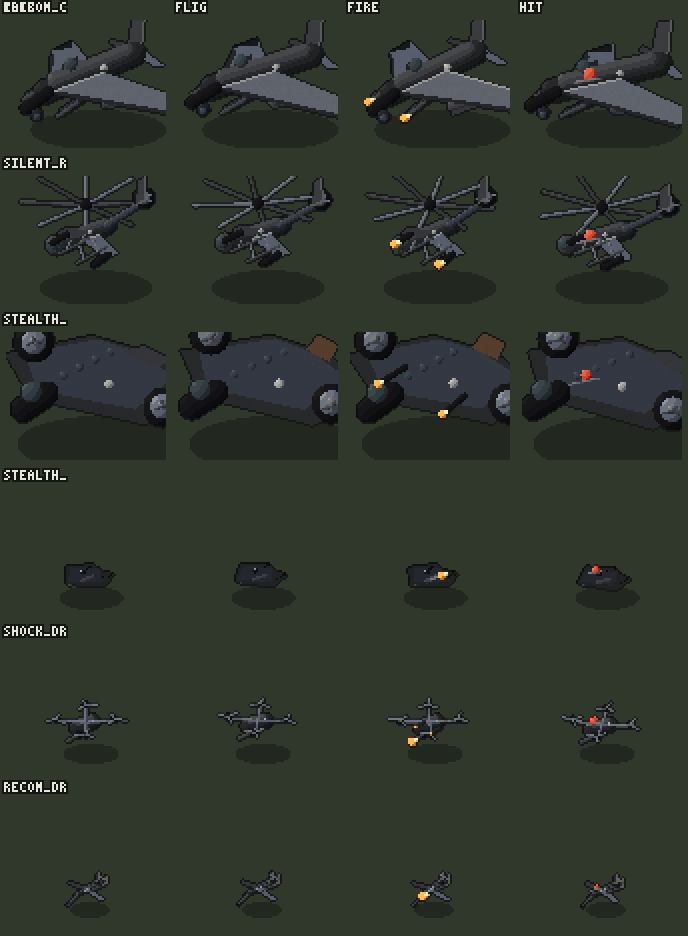 FLIG FIRE HIT
SILENT_R
STEALTH_
STEALTH_
SHOCK_DR
RECON_DR